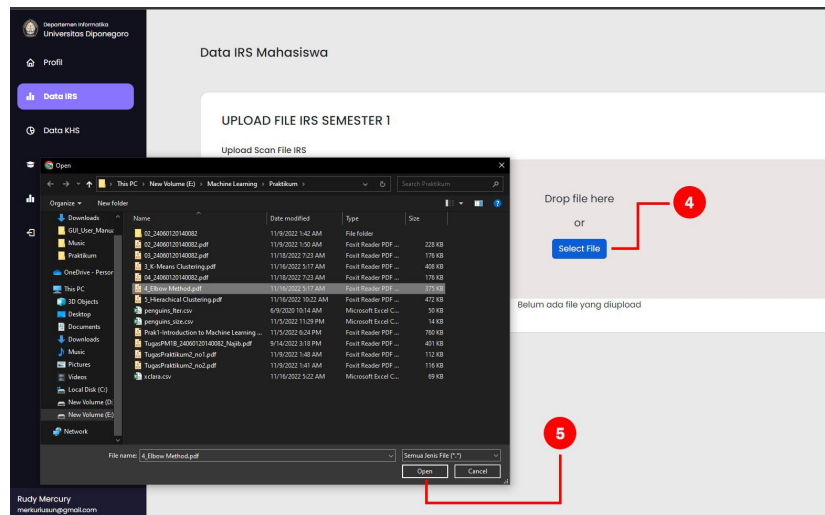 Departemen Informatika
Universitas Diponegoro
Profil
Data IRS
Data KHS
Rudy Mercury
merkuriusun@gmail.com
Data IRS Mahasiswa
UPLOAD FILE IRS SEMESTER 1
Upload Scan File IRS
Drop file here
or
Select File
Belum ada file yang diupload
4
5
Open
This PC › New Volume (E:) › Machine Learning › Praktikum ›
Search Praktikum
Organize
New folder
Downloads
GUI_User_Manua
Music
Praktikum
OneDrive - Person
This PC
3D Objects
Desktop
Documents
Downloads
Music
Pictures
Videos
Local Disk (C:)
New Volume (D:
New Volume (E:)
Network
Name Date modified Type Size
02_24060120140082 11/9/2022 1:42 AM File folder
02_24060120140082.pdf 11/9/2022 1:50 AM Foxit Reader PDF ... 228 KB
03_24060120140082.pdf 11/18/2022 7:23 AM Foxit Reader PDF ... 176 KB
3_K-Means Clustering.pdf 11/16/2022 5:17 AM Foxit Reader PDF ... 408 KB
04_24060120140082.pdf 11/18/2022 7:23 AM Foxit Reader PDF ... 176 KB
4_Elbow Method.pdf 11/16/2022 5:17 AM Foxit Reader PDF ... 375 KB
5_Hierachical Clustering.pdf 11/16/2022 10:22 AM Foxit Reader PDF ... 472 KB
penguins_lter.csv 6/9/2020 10:14 AM Microsoft Excel C... 50 KB
penguins_size.csv 11/5/2022 11:29 PM Microsoft Excel C... 14 KB
Prak1-Introduction to Machine Learning ... 11/5/2022 6:24 PM Foxit Reader PDF ... 760 KB
TugasPM1B_24060120140082_Najib.pdf 9/14/2022 3:18 PM Foxit Reader PDF ... 401 KB
TugasPraktikum2_no1.pdf 11/9/2022 1:48 AM Foxit Reader PDF ... 112 KB
TugasPraktikum2_no2.pdf 11/9/2022 1:41 AM Foxit Reader PDF ... 116 KB
xclara.csv 11/16/2022 5:22 AM Microsoft Excel C... 69 KB
File name: 4_Elbow Method.pdf
Semua Jenis File (*.*)
Open
Cancel